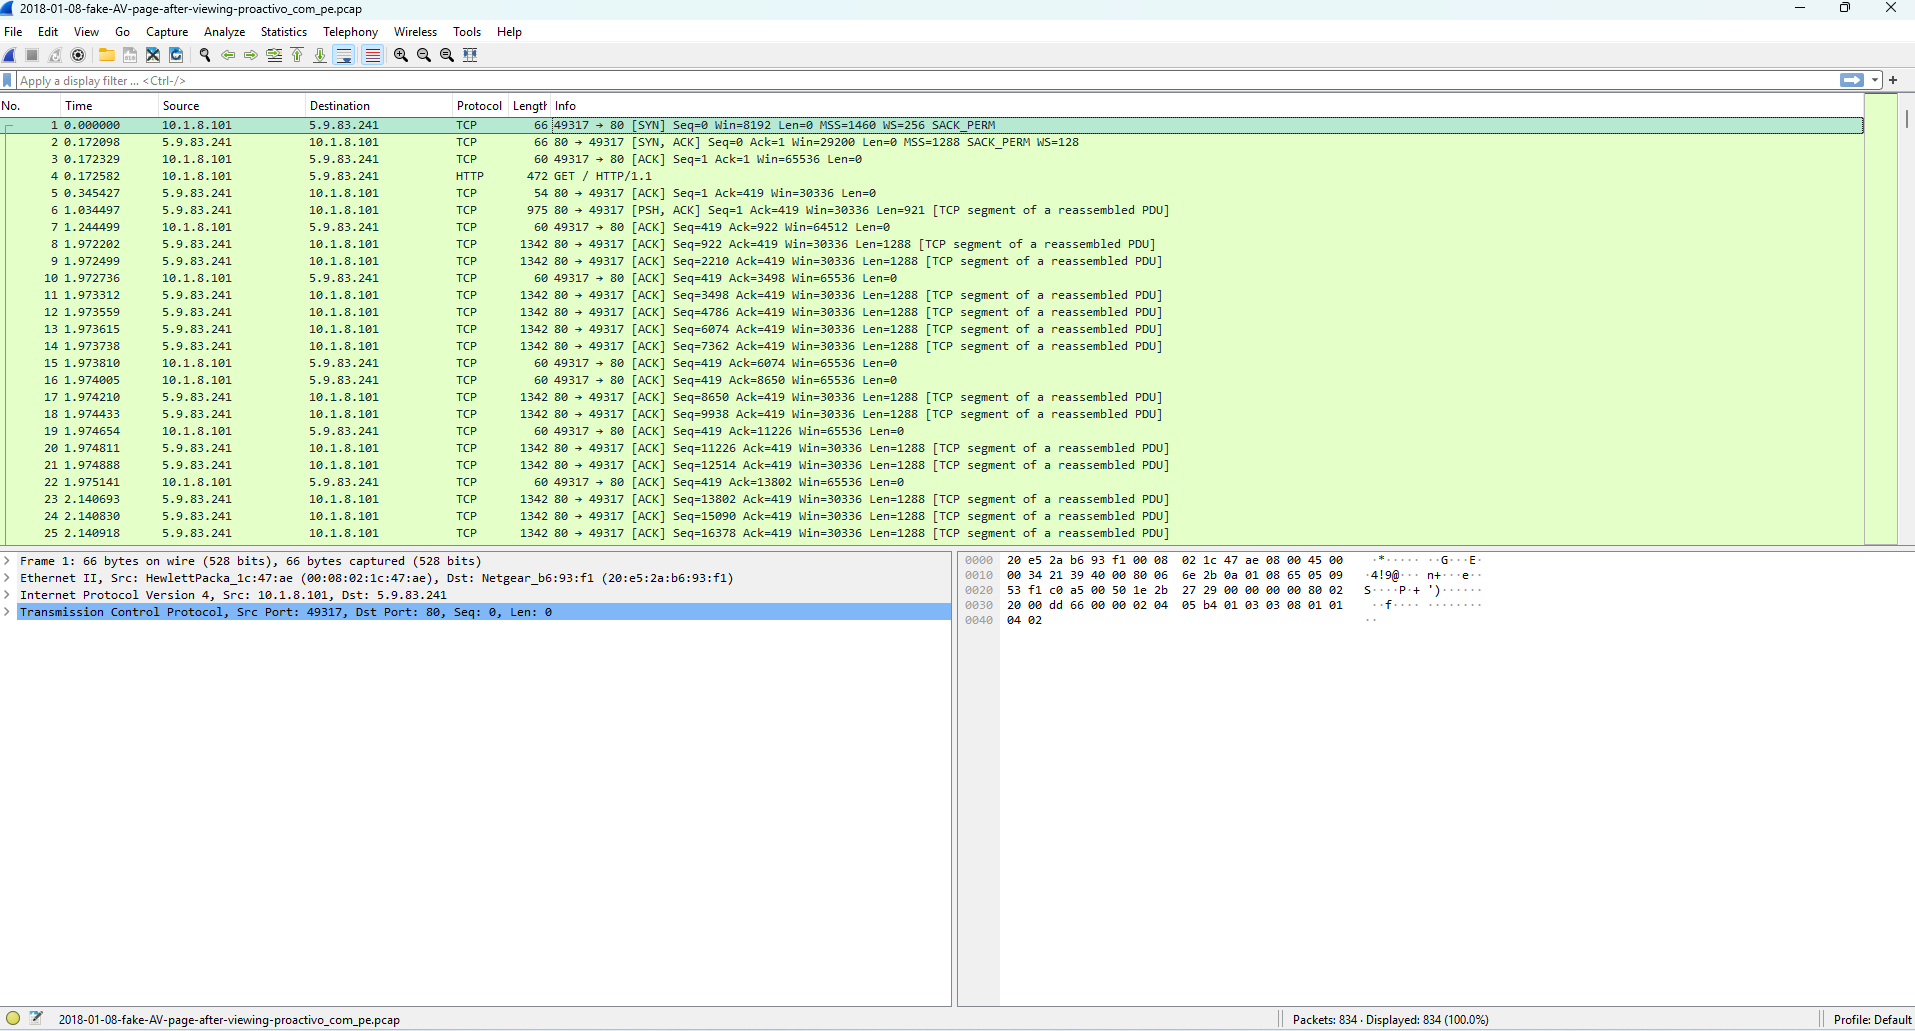 2018-01-08-fake-AV-page-after-viewing-proactivo_com_pe.pcap
File Edit View Go Capture Analyze Statistics Telephony Wireless Tools Help
Apply a display filter ... <Ctrl-/>
No. Time Source Destination Protocol Length Info
1 0.000000 10.1.8.101 5.9.83.241 TCP 66 49317 → 80 [SYN] Seq=0 Win=8192 Len=0 MSS=1460 WS=256 SACK_PERM
2 0.172098 5.9.83.241 10.1.8.101 TCP 66 80 → 49317 [SYN, ACK] Seq=0 Ack=1 Win=29200 Len=0 MSS=1288 SACK_PERM WS=128
3 0.172329 10.1.8.101 5.9.83.241 TCP 60 49317 → 80 [ACK] Seq=1 Ack=1 Win=65536 Len=0
4 0.172582 10.1.8.101 5.9.83.241 HTTP 472 GET / HTTP/1.1
5 0.345427 5.9.83.241 10.1.8.101 TCP 54 80 → 49317 [ACK] Seq=1 Ack=419 Win=30336 Len=0
6 1.034497 5.9.83.241 10.1.8.101 TCP 975 80 → 49317 [PSH, ACK] Seq=1 Ack=419 Win=30336 Len=921 [TCP segment of a reassembled PDU]
7 1.244499 10.1.8.101 5.9.83.241 TCP 60 49317 → 80 [ACK] Seq=419 Ack=922 Win=64512 Len=0
8 1.972202 5.9.83.241 10.1.8.101 TCP 1342 80 → 49317 [ACK] Seq=922 Ack=419 Win=30336 Len=1288 [TCP segment of a reassembled PDU]
9 1.972499 5.9.83.241 10.1.8.101 TCP 1342 80 → 49317 [ACK] Seq=2210 Ack=419 Win=30336 Len=1288 [TCP segment of a reassembled PDU]
10 1.972736 10.1.8.101 5.9.83.241 TCP 60 49317 → 80 [ACK] Seq=419 Ack=3498 Win=65536 Len=0
11 1.973312 5.9.83.241 10.1.8.101 TCP 1342 80 → 49317 [ACK] Seq=3498 Ack=419 Win=30336 Len=1288 [TCP segment of a reassembled PDU]
12 1.973559 5.9.83.241 10.1.8.101 TCP 1342 80 → 49317 [ACK] Seq=4786 Ack=419 Win=30336 Len=1288 [TCP segment of a reassembled PDU]
13 1.973615 5.9.83.241 10.1.8.101 TCP 1342 80 → 49317 [ACK] Seq=6074 Ack=419 Win=30336 Len=1288 [TCP segment of a reassembled PDU]
14 1.973738 5.9.83.241 10.1.8.101 TCP 1342 80 → 49317 [ACK] Seq=7362 Ack=419 Win=30336 Len=1288 [TCP segment of a reassembled PDU]
15 1.973810 10.1.8.101 5.9.83.241 TCP 60 49317 → 80 [ACK] Seq=419 Ack=6074 Win=65536 Len=0
16 1.974005 10.1.8.101 5.9.83.241 TCP 60 49317 → 80 [ACK] Seq=419 Ack=8650 Win=65536 Len=0
17 1.974210 5.9.83.241 10.1.8.101 TCP 1342 80 → 49317 [ACK] Seq=8650 Ack=419 Win=30336 Len=1288 [TCP segment of a reassembled PDU]
18 1.974433 5.9.83.241 10.1.8.101 TCP 1342 80 → 49317 [ACK] Seq=9938 Ack=419 Win=30336 Len=1288 [TCP segment of a reassembled PDU]
19 1.974654 10.1.8.101 5.9.83.241 TCP 60 49317 → 80 [ACK] Seq=419 Ack=11226 Win=65536 Len=0
20 1.974811 5.9.83.241 10.1.8.101 TCP 1342 80 → 49317 [ACK] Seq=11226 Ack=419 Win=30336 Len=1288 [TCP segment of a reassembled PDU]
21 1.974888 5.9.83.241 10.1.8.101 TCP 1342 80 → 49317 [ACK] Seq=12514 Ack=419 Win=30336 Len=1288 [TCP segment of a reassembled PDU]
22 1.975141 10.1.8.101 5.9.83.241 TCP 60 49317 → 80 [ACK] Seq=419 Ack=13802 Win=65536 Len=0
23 2.140693 5.9.83.241 10.1.8.101 TCP 1342 80 → 49317 [ACK] Seq=13802 Ack=419 Win=30336 Len=1288 [TCP segment of a reassembled PDU]
24 2.140830 5.9.83.241 10.1.8.101 TCP 1342 80 → 49317 [ACK] Seq=15090 Ack=419 Win=30336 Len=1288 [TCP segment of a reassembled PDU]
25 2.140918 5.9.83.241 10.1.8.101 TCP 1342 80 → 49317 [ACK] Seq=16378 Ack=419 Win=30336 Len=1288 [TCP segment of a reassembled PDU]
Frame 1: 66 bytes on wire (528 bits), 66 bytes captured (528 bits)
Ethernet II, Src: HewlettPacka_1c:47:ae (00:08:02:1c:47:ae), Dst: Netgear_b6:93:f1 (20:e5:2a:b6:93:f1)
Internet Protocol Version 4, Src: 10.1.8.101, Dst: 5.9.83.241
Transmission Control Protocol, Src Port: 49317, Dst Port: 80, Seq: 0, Len: 0
0000 20 e5 2a b6 93 f1 00 08 02 1c 47 ae 08 00 45 00 ·*····· ··G···E·
0010 00 34 21 39 40 00 80 06 6e 2b 0a 01 08 65 05 09 ·4!9@··· n+···e··
0020 53 f1 c0 a5 00 50 1e 2b 27 29 00 00 00 00 80 02 S····P·+ ')······
0030 20 00 dd 66 00 00 02 04 05 b4 01 03 03 08 01 01 ··f···· ········
0040 04 02 ··
2018-01-08-fake-AV-page-after-viewing-proactivo_com_pe.pcap
Packets: 834 · Displayed: 834 (100.0%)
Profile: Default